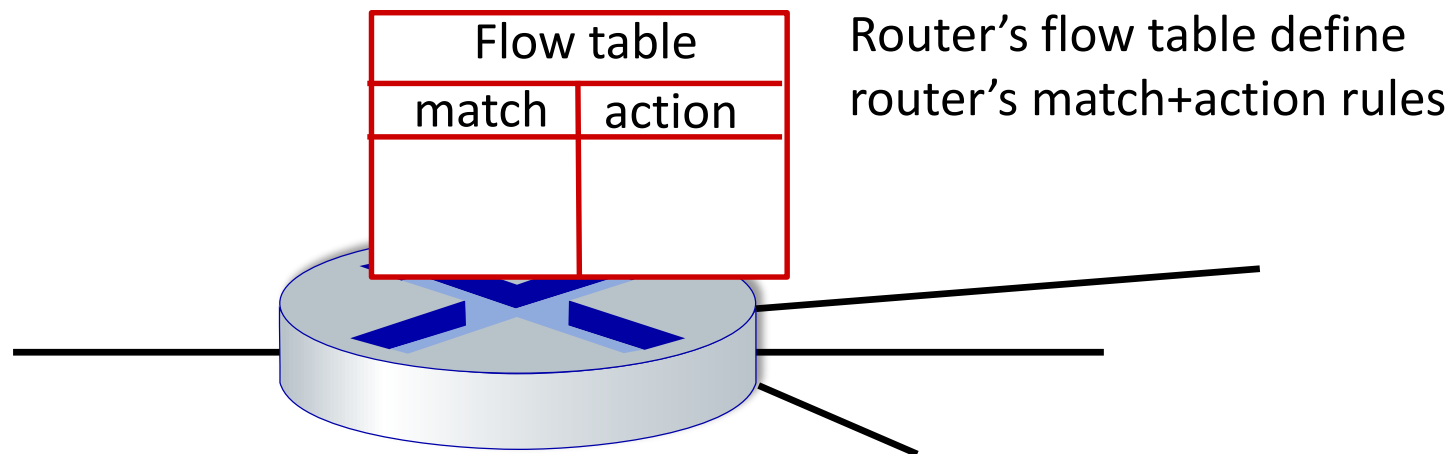 Flow table
match action
Router’s flow table define
router’s match+action rules